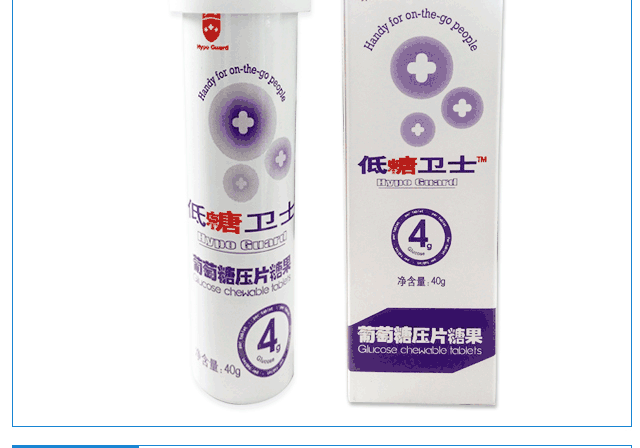 Hypo Guard
Handy for on-the-go people
低糖卫士
Hypo Guard
葡萄糖压片糖果
Glucose chewable tablets
4g
Glucose
净含量: 40g
Handy for on-the-go people
低糖卫士™
Hypo Guard
4g
Glucose
净含量: 40g
葡萄糖压片糖果
Glucose chewable tablets